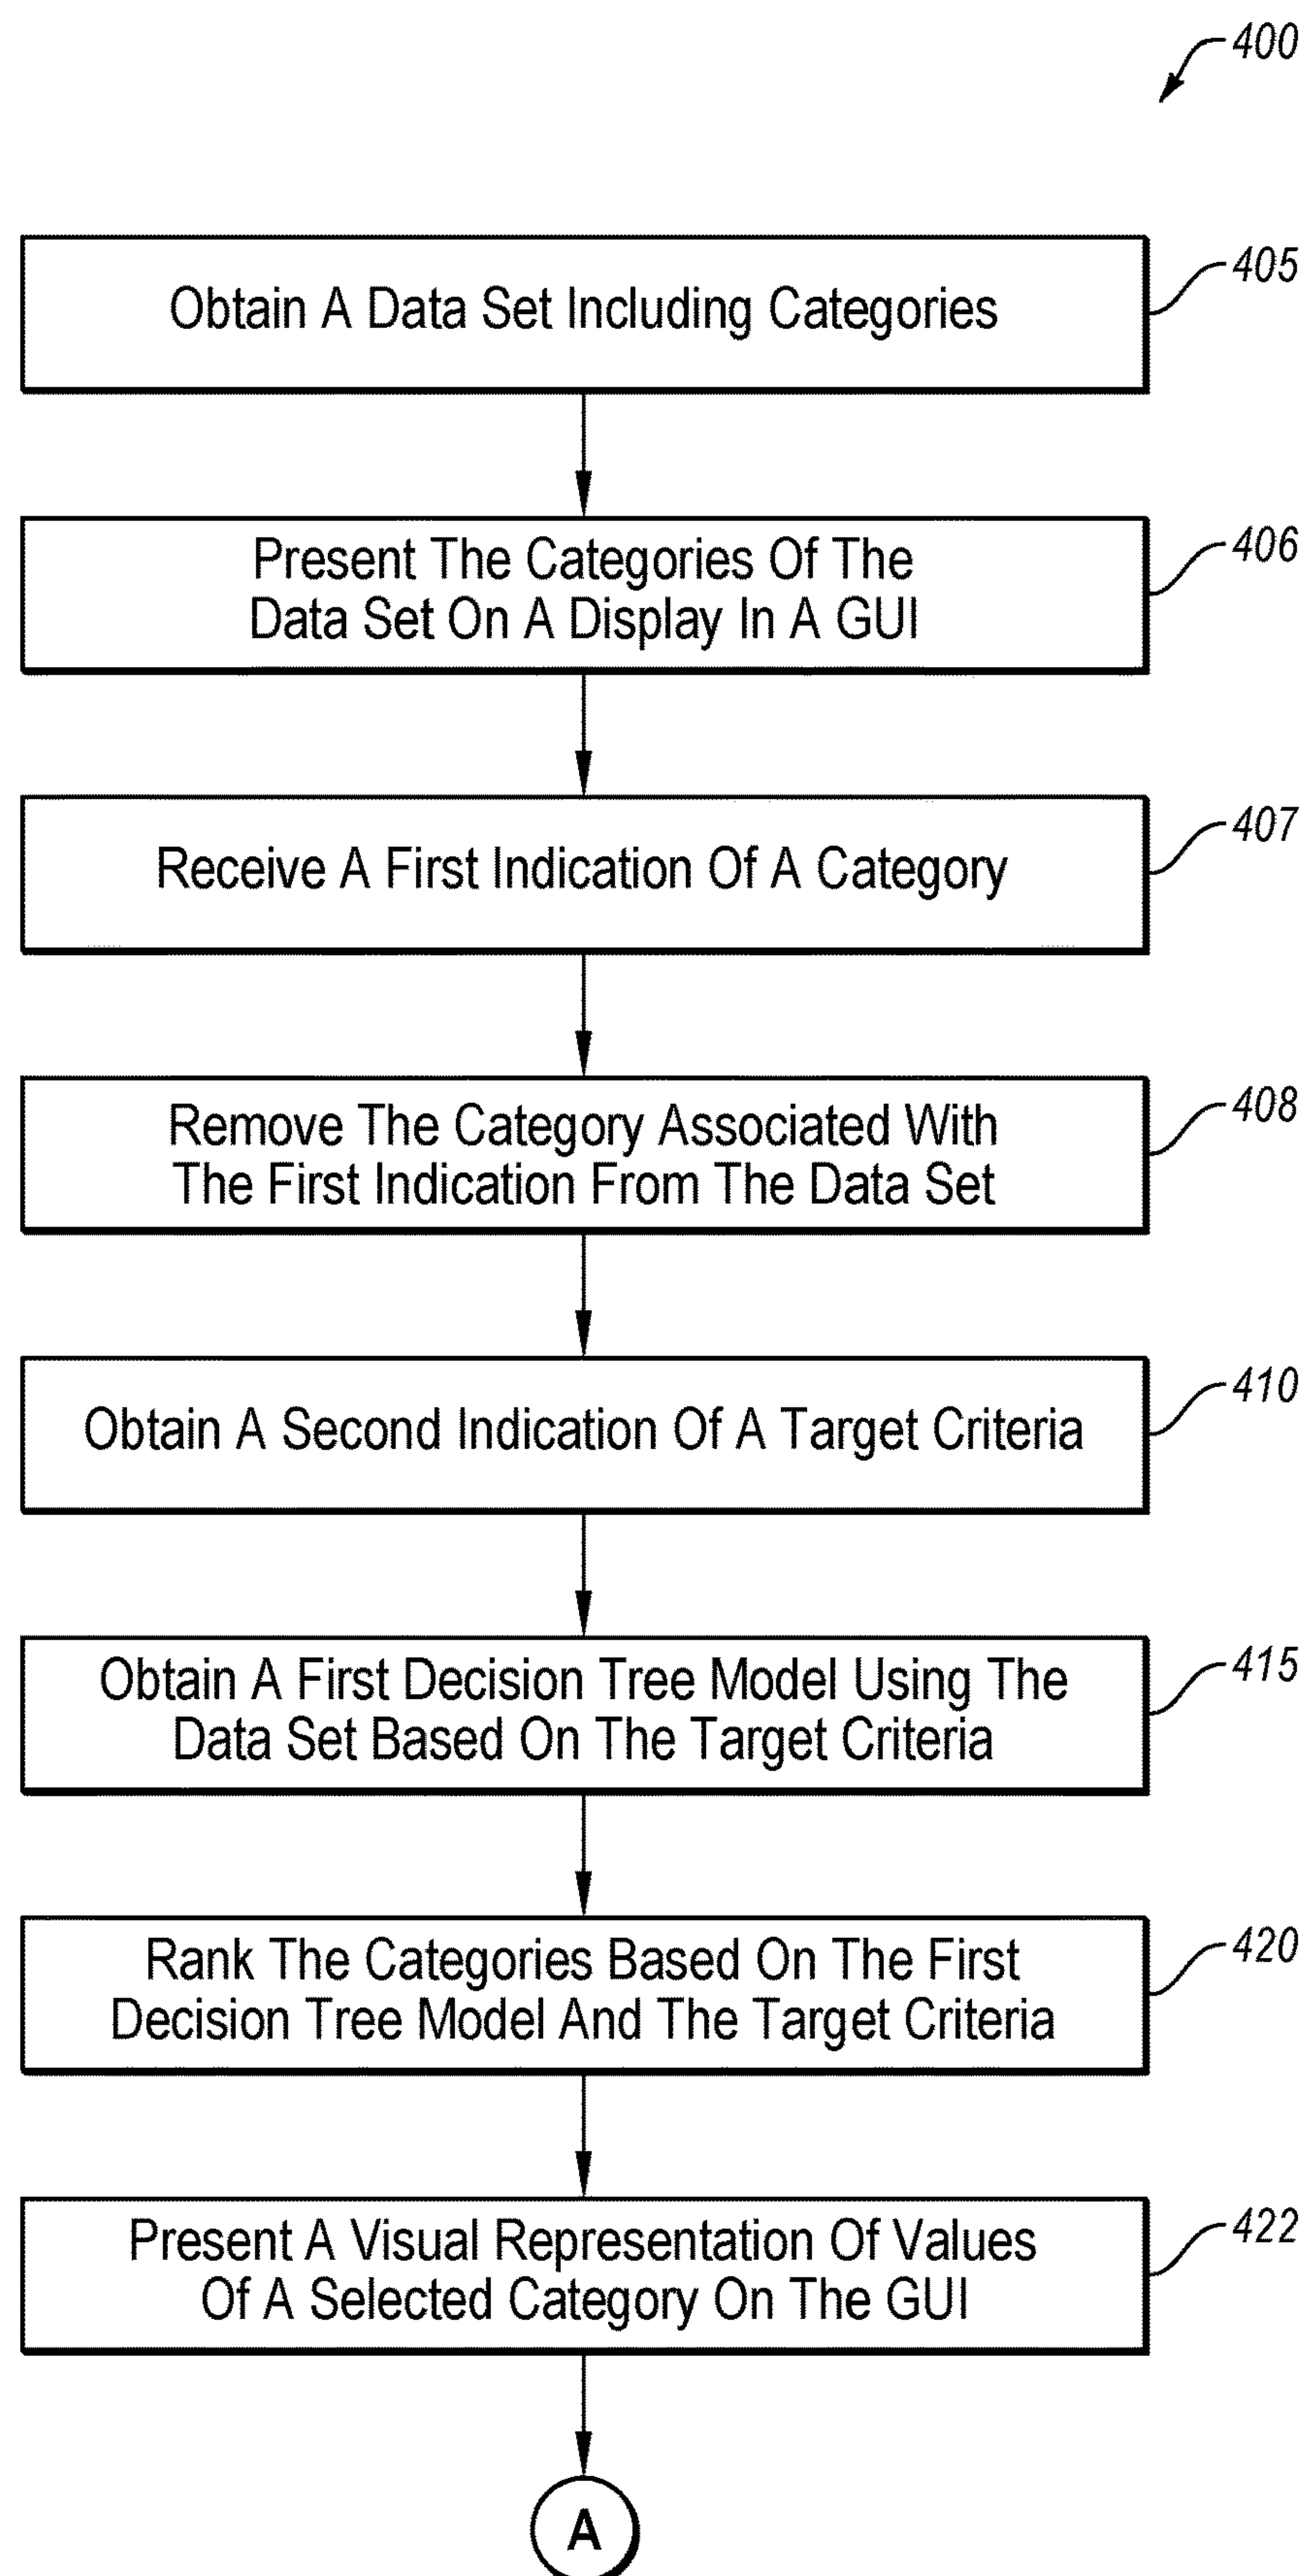 400
Obtain A Data Set Including Categories
405
Present The Categories Of The
Data Set On A Display In A GUI
406
Receive A First Indication Of A Category
407
Remove The Category Associated With
The First Indication From The Data Set
408
Obtain A Second Indication Of A Target Criteria
410
Obtain A First Decision Tree Model Using The
Data Set Based On The Target Criteria
415
Rank The Categories Based On The First
Decision Tree Model And The Target Criteria
420
Present A Visual Representation Of Values
Of A Selected Category On The GUI
422
A